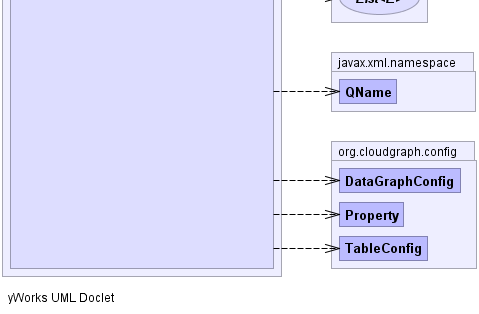 javax.xml.namespace
QName
org.cloudgraph.config
DataGraphConfig
Property
TableConfig
yWorks UML Doclet